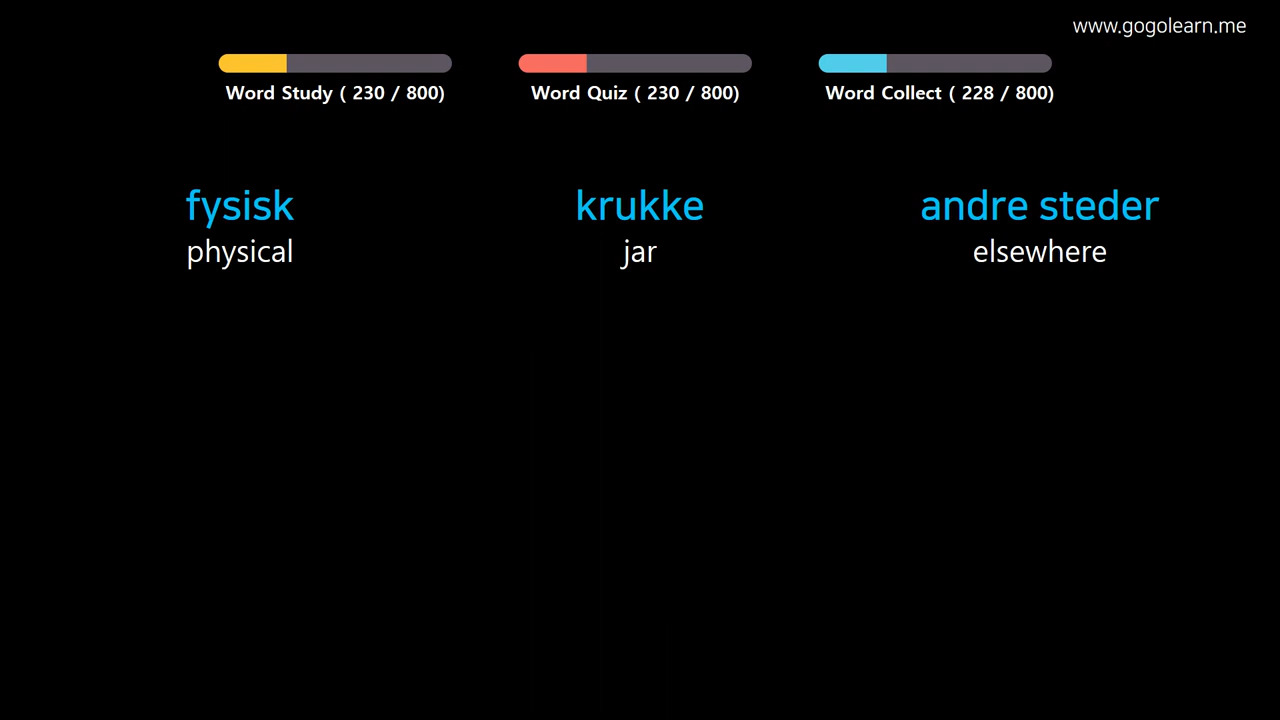 www.gogolearn.me
Word Study ( 230 / 800)
Word Quiz ( 230 / 800)
Word Collect ( 228 / 800)
fysisk
physical
krukke
jar
andre steder
elsewhere